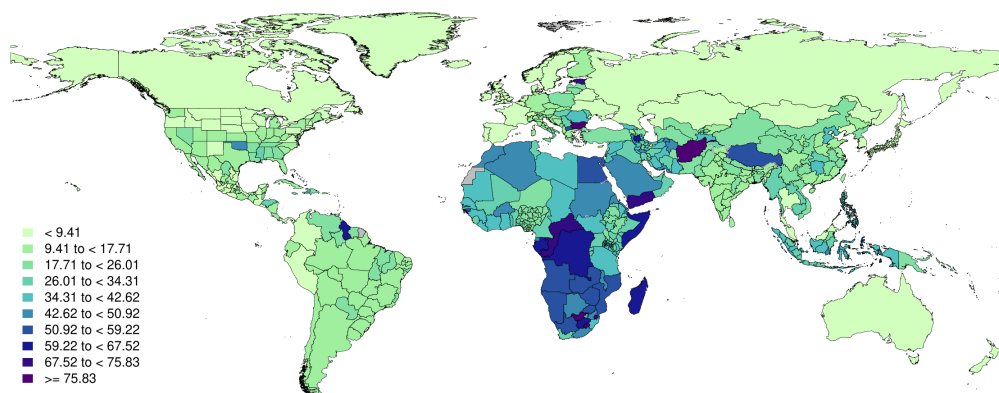 < 9.41
9.41 to < 17.71
17.71 to < 26.01
26.01 to < 34.31
34.31 to < 42.62
42.62 to < 50.92
50.92 to < 59.22
59.22 to < 67.52
67.52 to < 75.83
>= 75.83